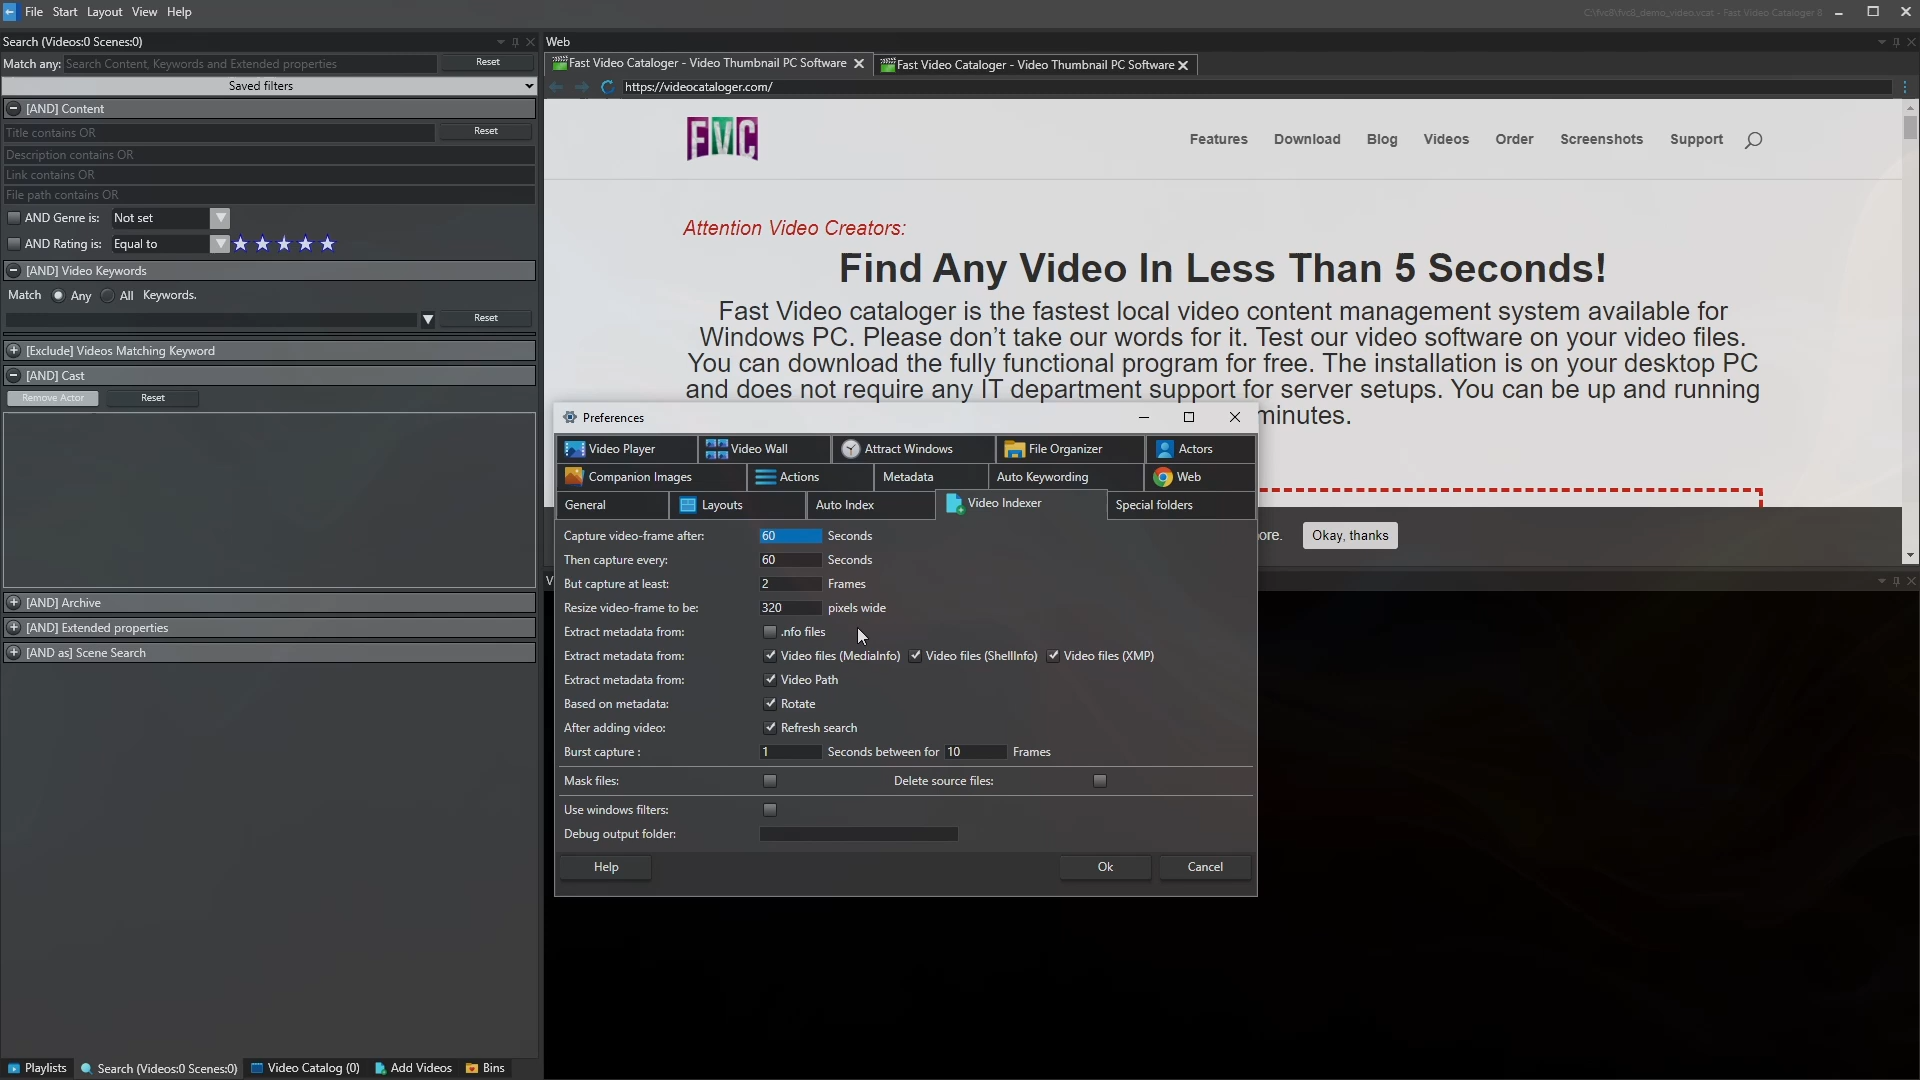 File Start Layout View Help
C:\fvc8\fvc8_demo_video.vcat - Fast Video Cataloger 8
Search (Videos:0 Scenes:0)
Match any: Search Content, Keywords and Extended properties Reset
Saved filters
[AND] Content
Title contains OR Reset
Description contains OR
Link contains OR
File path contains OR
AND Genre is: Not set
AND Rating is: Equal to
[AND] Video Keywords
Match Any All Keywords.
Reset
[Exclude] Videos Matching Keyword
[AND] Cast
Remove Actor Reset
[AND] Archive
[AND] Extended properties
[AND as] Scene Search
Playlists Search (Videos:0 Scenes:0) Video Catalog (0) Add Videos Bins
Web
Fast Video Cataloger - Video Thumbnail PC Software Fast Video Cataloger - Video Thumbnail PC Software
https://videocataloger.com/
FVC
Features Download Blog Videos Order Screenshots Support
Attention Video Creators:
Find Any Video In Less Than 5 Seconds!
Fast Video cataloger is the fastest local video content management system available for
Windows PC. Please don't take our words for it. Test our video software on your video files.
You can download the fully functional program for free. The installation is on your desktop PC
and does not require any IT department support for server setups. You can be up and running
minutes.
ore. Okay, thanks
V
Preferences
Video Player Video Wall Attract Windows File Organizer Actors
Companion Images Actions Metadata Auto Keywording Web
General Layouts Auto Index Video Indexer Special folders
Capture video-frame after: 60 Seconds
Then capture every: 60 Seconds
But capture at least: 2 Frames
Resize video-frame to be: 320 pixels wide
Extract metadata from: .nfo files
Extract metadata from: Video files (MediaInfo) Video files (ShellInfo) Video files (XMP)
Extract metadata from: Video Path
Based on metadata: Rotate
After adding video: Refresh search
Burst capture : 1 Seconds between for 10 Frames
Mask files: Delete source files:
Use windows filters:
Debug output folder:
Help Ok Cancel